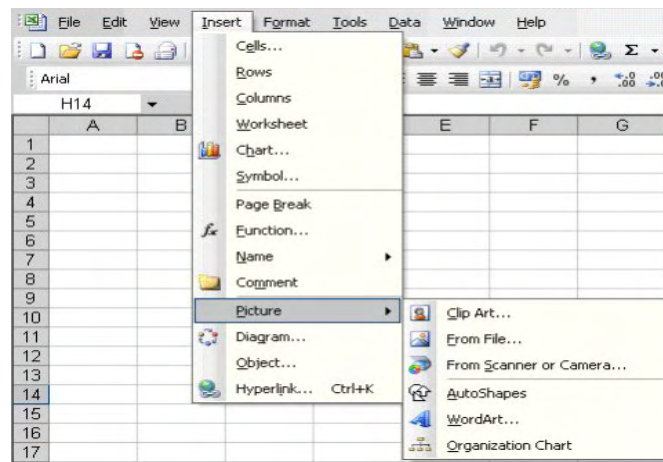 File Edit View Insert Format Tools Data Window Help
Arial
H14
A B E F G
Cells...
Rows
Columns
Worksheet
Chart...
Symbol...
Page Break
Function...
Name
Comment
Picture
Diagram...
Object...
Hyperlink... Ctrl+K
Clip Art...
From File...
From Scanner or Camera...
AutoShapes
WordArt...
Organization Chart
1
2
3
4
5
6
7
8
9
10
11
12
13
14
15
16
17